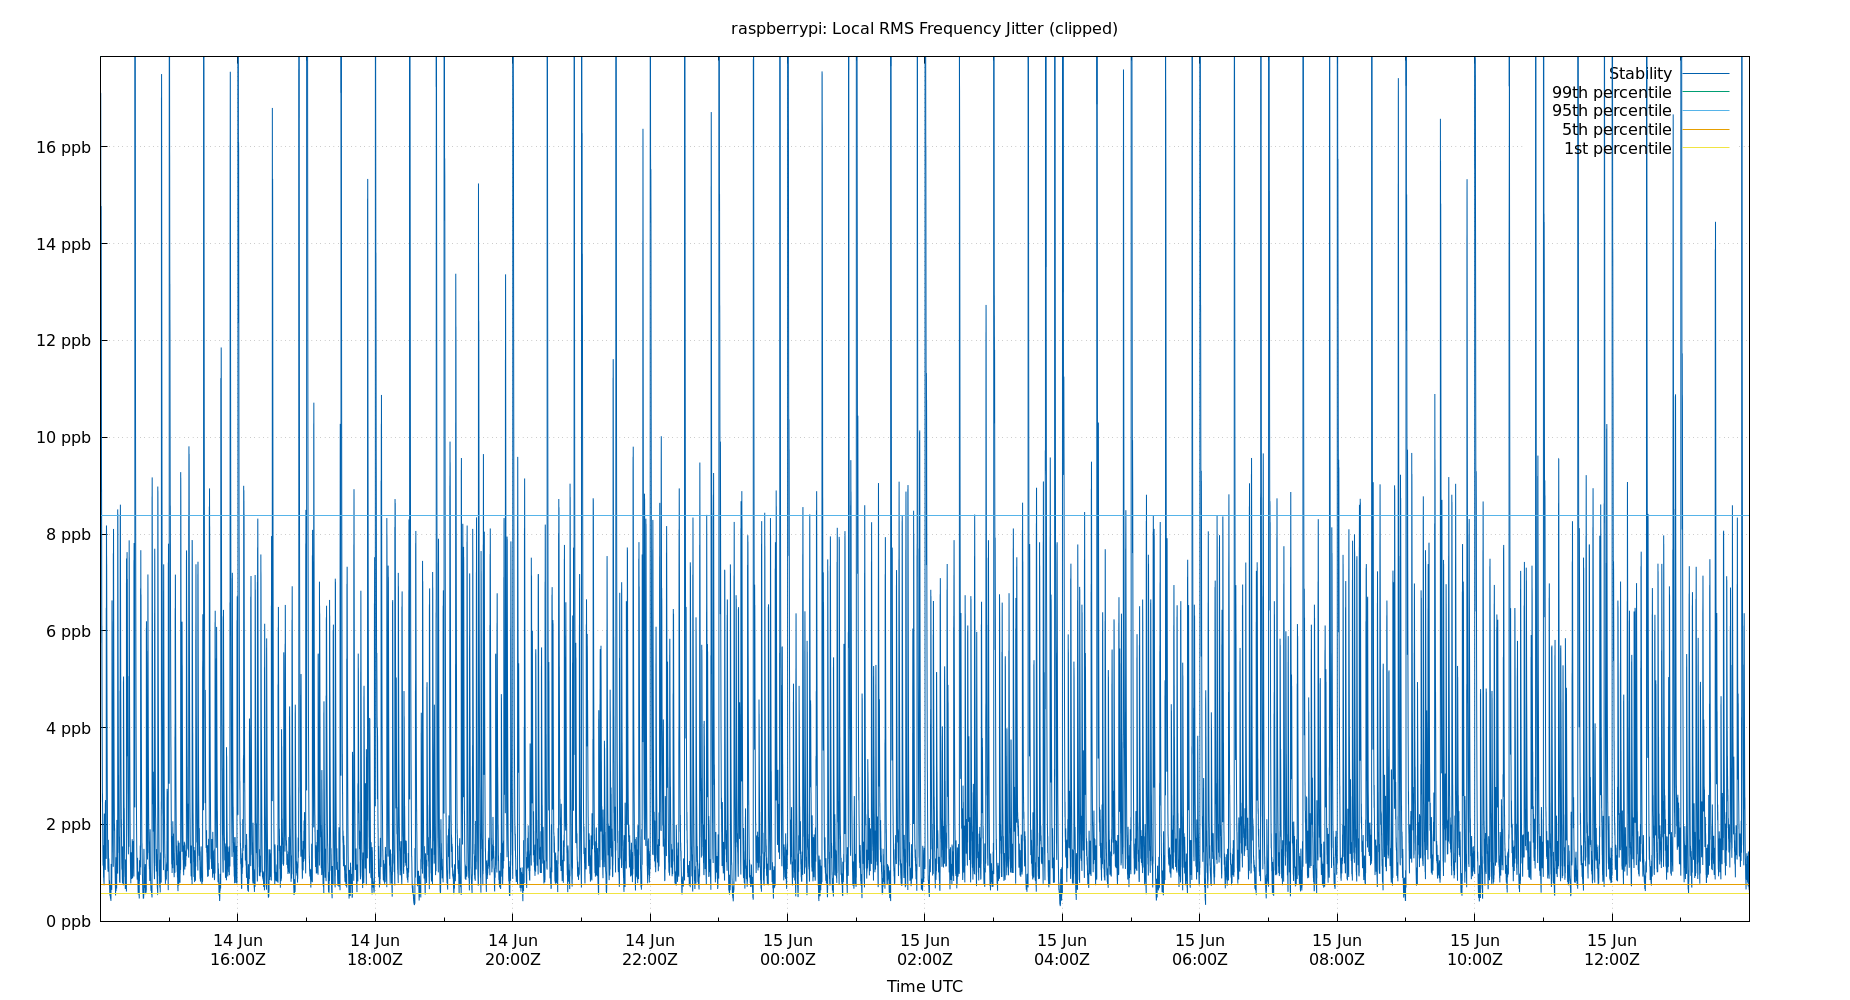 raspberrypi: Local RMS Frequency Jitter (clipped)
Stability
99th percentile
95th percentile
5th percentile
1st percentile
16 ppb
14 ppb
12 ppb
10 ppb
8 ppb
6 ppb
4 ppb
2 ppb
0 ppb
14 Jun 14 Jun 14 Jun 14 Jun 15 Jun 15 Jun 15 Jun 15 Jun 15 Jun 15 Jun 15 Jun
16:00Z 18:00Z 20:00Z 22:00Z 00:00Z 02:00Z 04:00Z 06:00Z 08:00Z 10:00Z 12:00Z
Time UTC